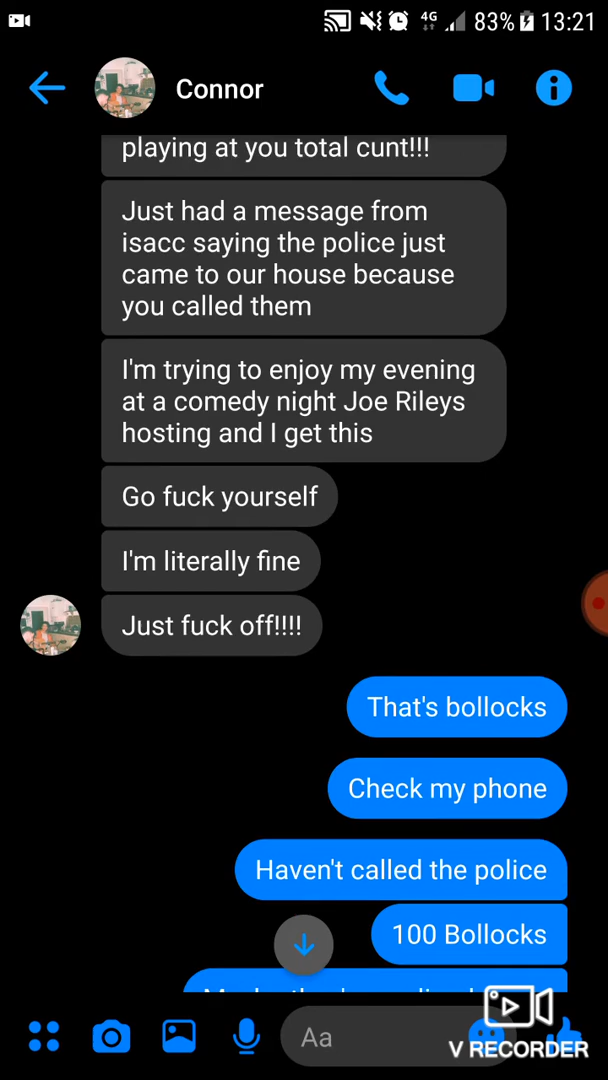 4G 83% 13:21
Connor
playing at you total cunt!!!
Just had a message from
isacc saying the police just
came to our house because
you called them
I'm trying to enjoy my evening
at a comedy night Joe Rileys
hosting and I get this
Go fuck yourself
I'm literally fine
Just fuck off!!!!
That's bollocks
Check my phone
Haven't called the police
100 Bollocks
Aa
V RECORDER